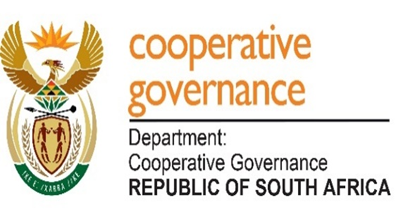 cooperative
governance
Department:
Cooperative Governance
REPUBLIC OF SOUTH AFRICA